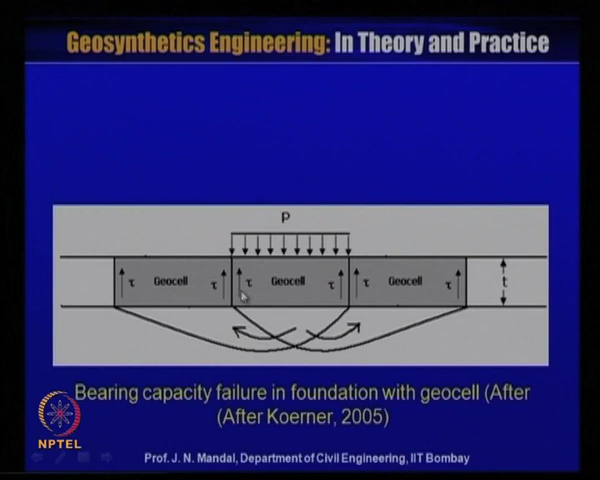 Geosynthetics Engineering: In Theory and Practice
P
τ Geocell τ τ Geocell τ τ Geocell τ t
Bearing capacity failure in foundation with geocell (After
(After Koerner, 2005)
NPTEL
Prof. J. N. Mandal, Department of Civil Engineering, IIT Bombay